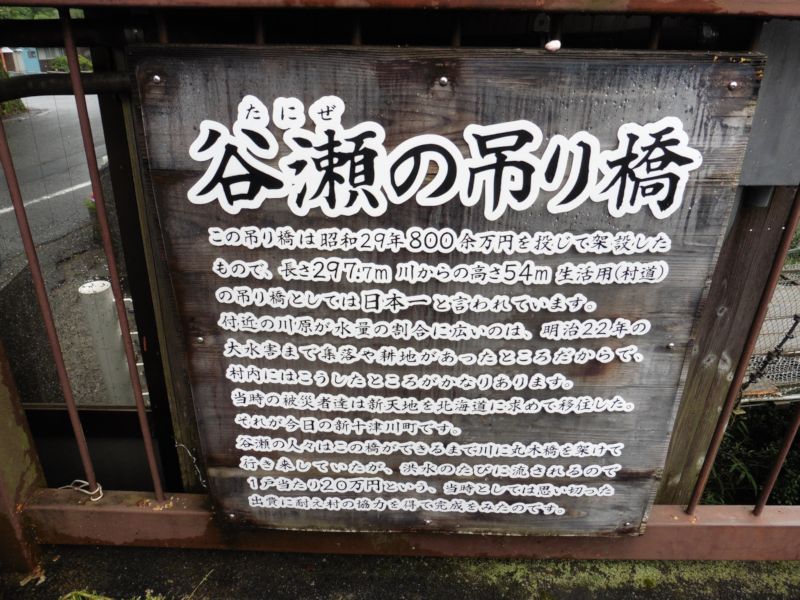 たにぜ
谷瀬の吊り橋
この吊り橋は昭和29年800余万円を投じて架設した
もので、長さ297.7m 川からの高さ54m 生活用(村道)
の吊り橋としては日本一と言われています。
付近の川原が水量の割合に広いのは、明治22年の
大水害まで集落や耕地があったところだからで、
村内にはこうしたところがかなりあります。
当時の被災者達は新天地を北海道に求めて移住した。
それが今日の新十津川町です。
谷瀬の人々はこの橋ができるまで川に丸木橋を架けて
行き来していたが、洪水のたびに流されるので
1戸当たり20万円という、当時としては思い切った
出費に耐え村の協力を得て完成をみたのです。